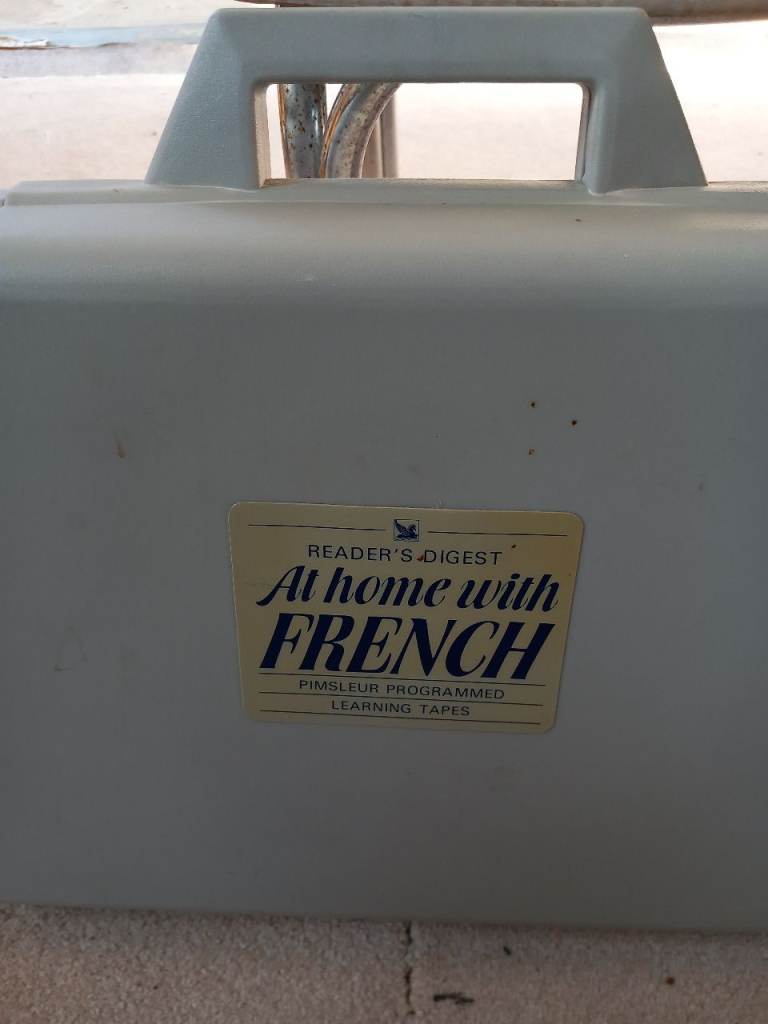 READER'S DIGEST
At home with
FRENCH
PIMSLEUR PROGRAMMED
LEARNING TAPES